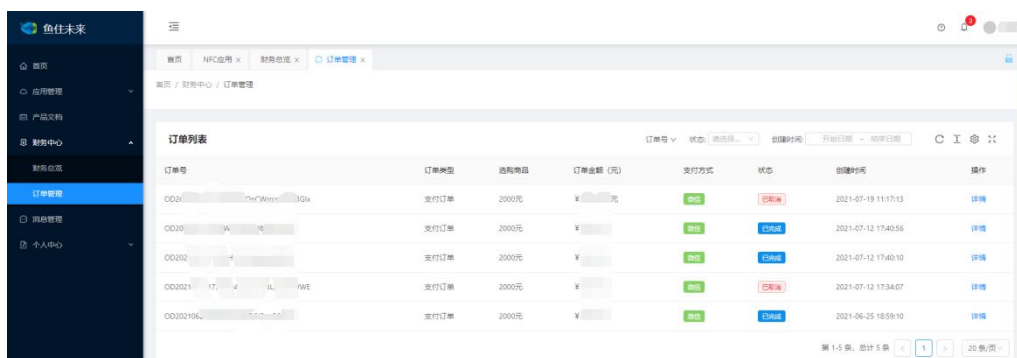 鱼住未来
3
首页 NFC应用 × 财务总览 × 订单管理 ×
首页 / 财务中心 / 订单管理
首页
应用管理
产品文档
财务中心
财务总览
订单管理
消息管理
个人中心
订单列表 订单号 状态: 请选择... 创建时间: 开始日期 ~ 结束日期
订单号 订单类型 选购商品 订单金额（元） 支付方式 状态 创建时间 操作
支付订单 2000元 ¥ 元 微信 已取消 2021-07-19 11:17:13 详情
OD20 支付订单 2000元 ¥ 微信 已完成 2021-07-12 17:40:56 详情
OD202 支付订单 2000元 ¥ 微信 已完成 2021-07-12 17:40:10 详情
OD2021 支付订单 2000元 ¥ 微信 已取消 2021-07-12 17:34:07 详情
OD202106 支付订单 2000元 ¥ 微信 已完成 2021-06-25 18:59:10 详情
第 1-5 条，总计 5 条 < 1 > 20 条/页